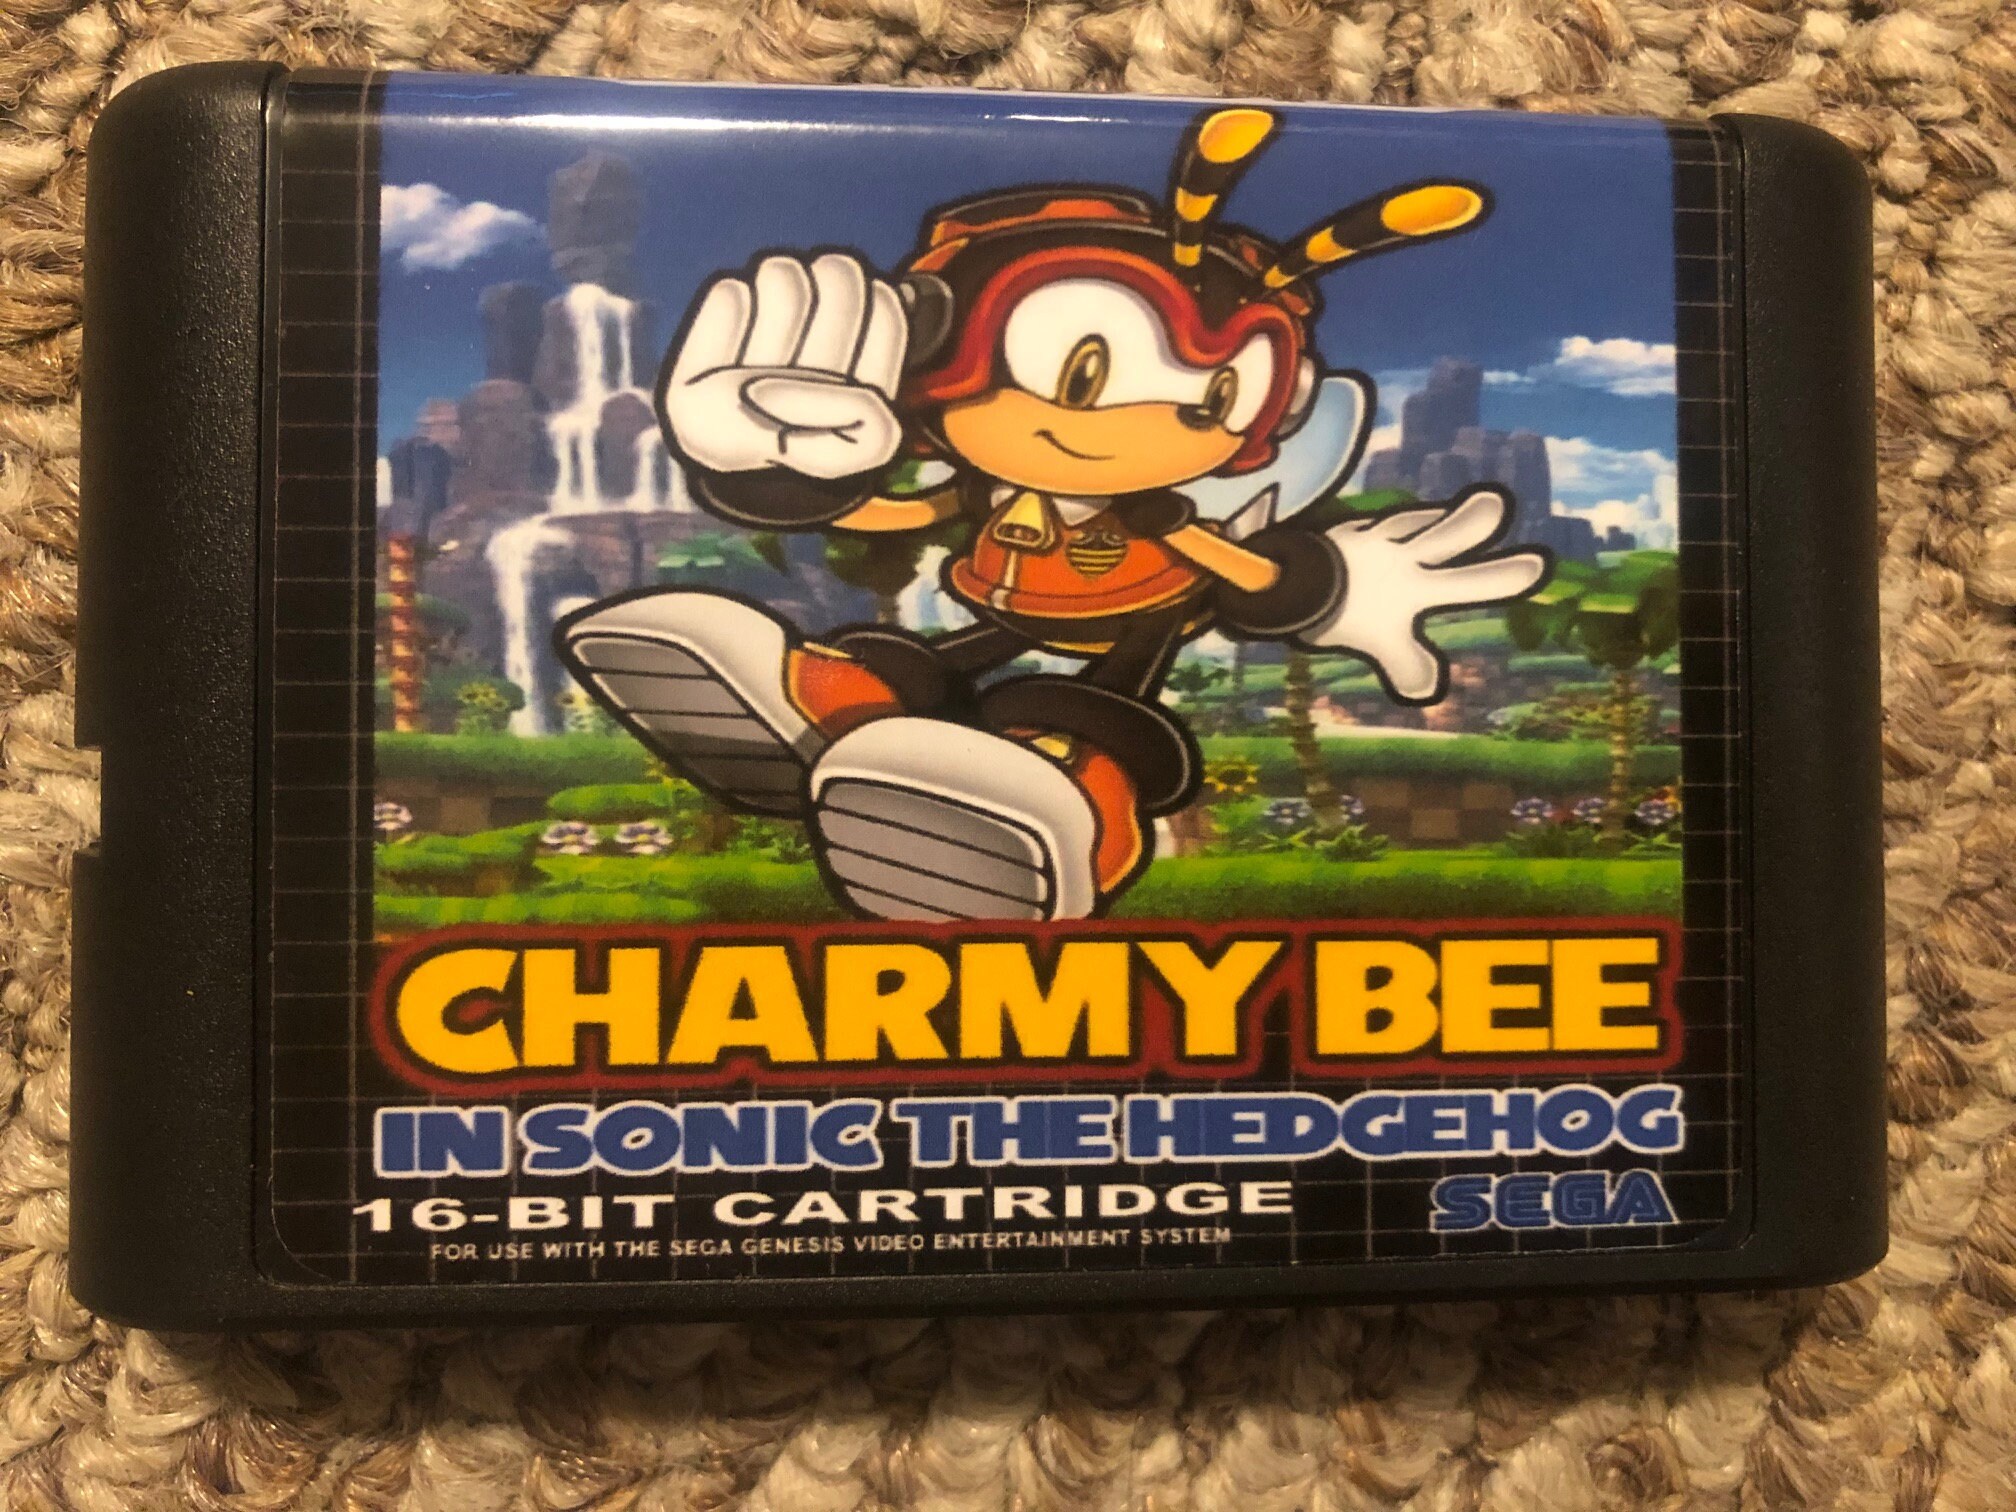 CHARMY BEE
IN SONIC THE HEDGEHOG
16-BIT CARTRIDGE SEGA
FOR USE WITH THE SEGA GENESIS VIDEO ENTERTAINMENT SYSTEM